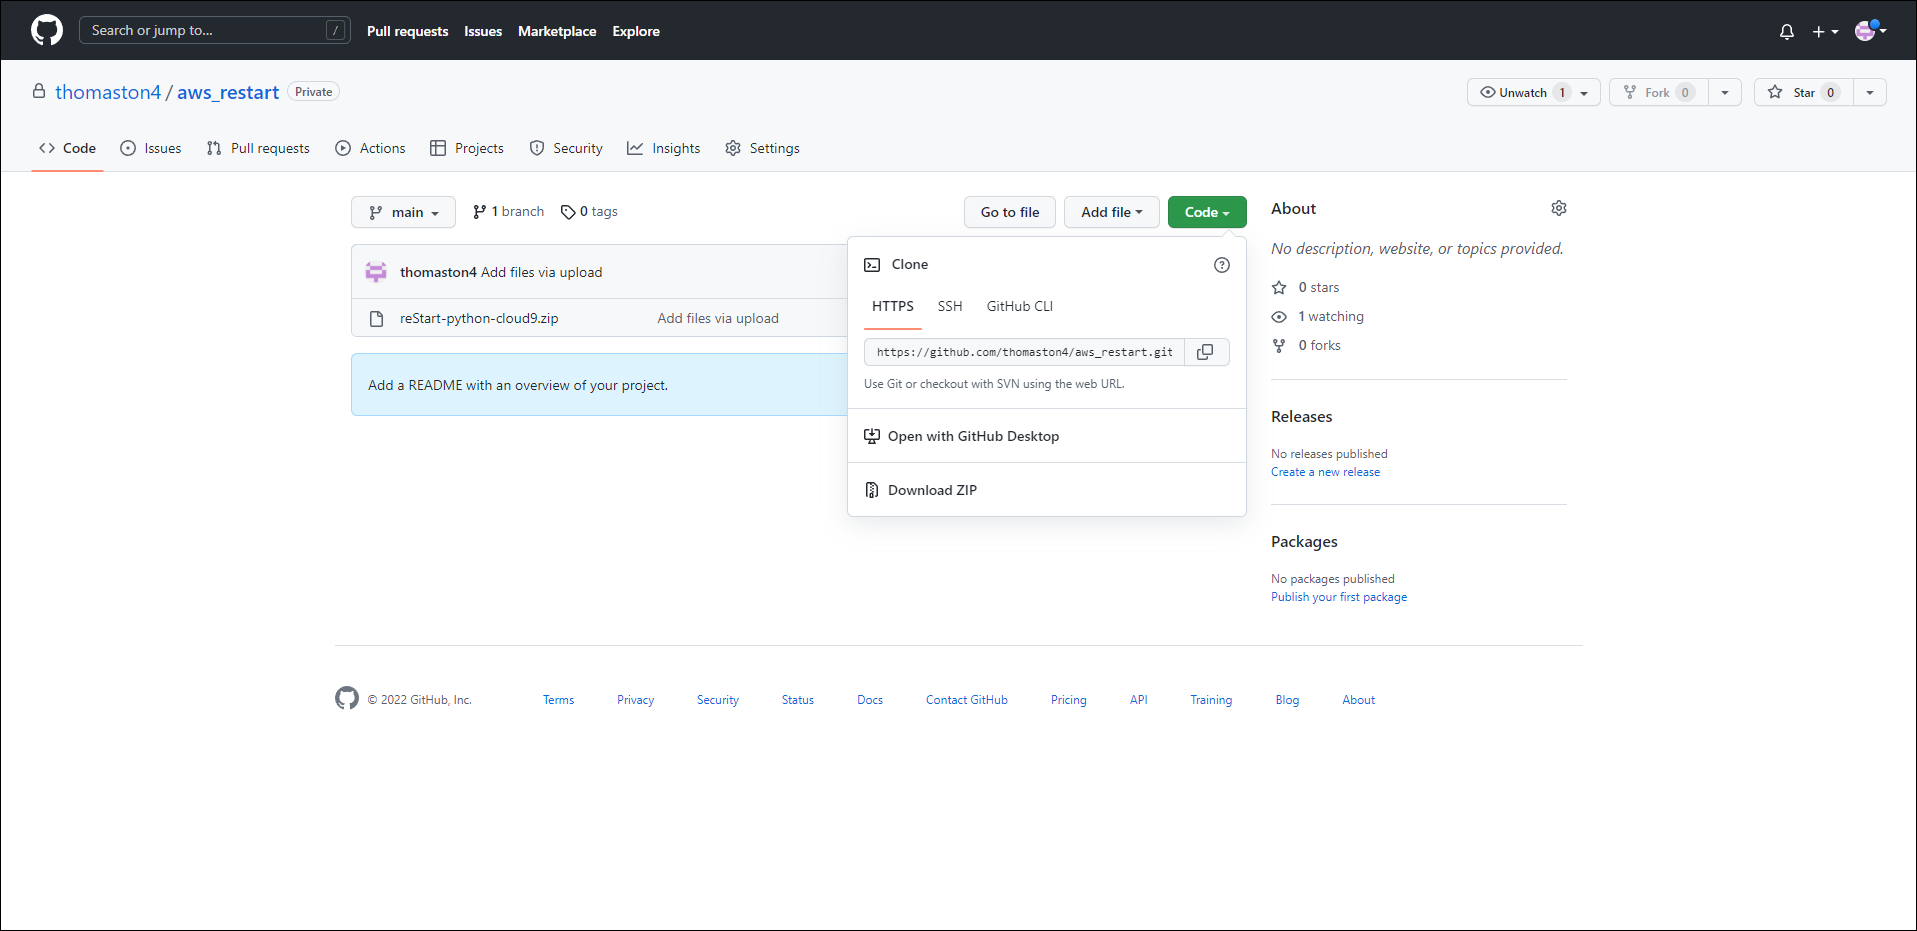 Search or jump to... / Pull requests Issues Marketplace Explore
thomaston4 / aws_restart Private Unwatch 1 Fork 0 Star 0
Code Issues Pull requests Actions Projects Security Insights Settings
main 1 branch 0 tags Go to file Add file Code
thomaston4 Add files via upload
reStart-python-cloud9.zip Add files via upload
Add a README with an overview of your project.
Clone
HTTPS SSH GitHub CLI
https://github.com/thomaston4/aws_restart.git
Use Git or checkout with SVN using the web URL.
Open with GitHub Desktop
Download ZIP
About
No description, website, or topics provided.
0 stars
1 watching
0 forks
Releases
No releases published
Create a new release
Packages
No packages published
Publish your first package
© 2022 GitHub, Inc. Terms Privacy Security Status Docs Contact GitHub Pricing API Training Blog About